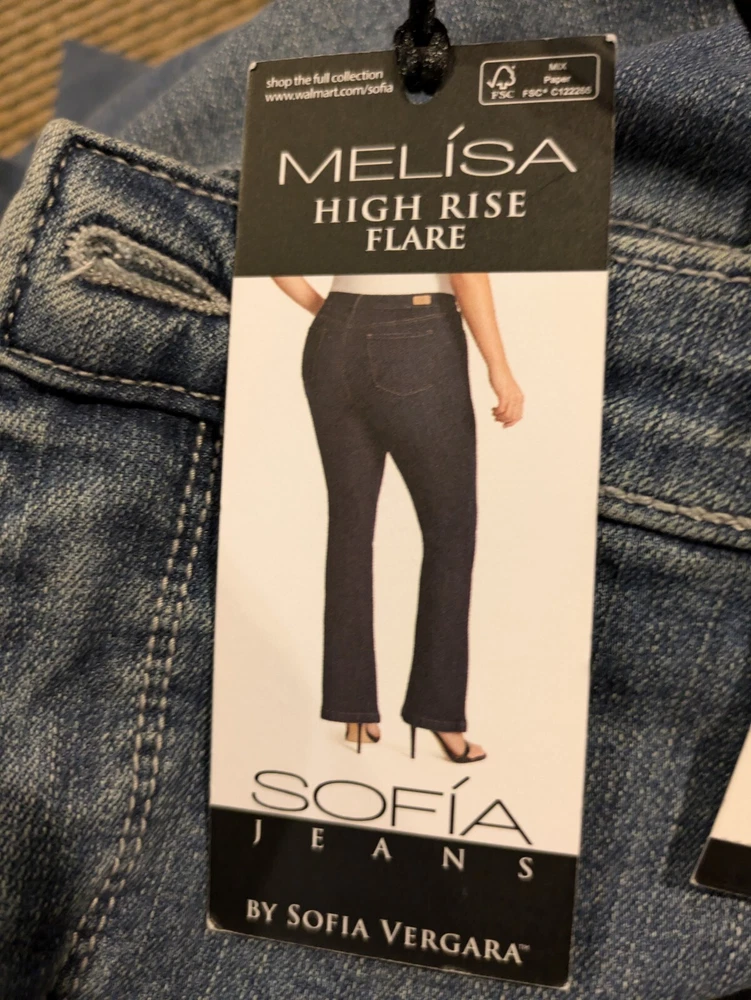 shop the full collection
www.walmart.com/sofia
FSC
MIX
Paper
FSC® C122265
MELÍSA
HIGH RISE
FLARE
SOFÍA
JEANS
BY SOFIA VERGARA™